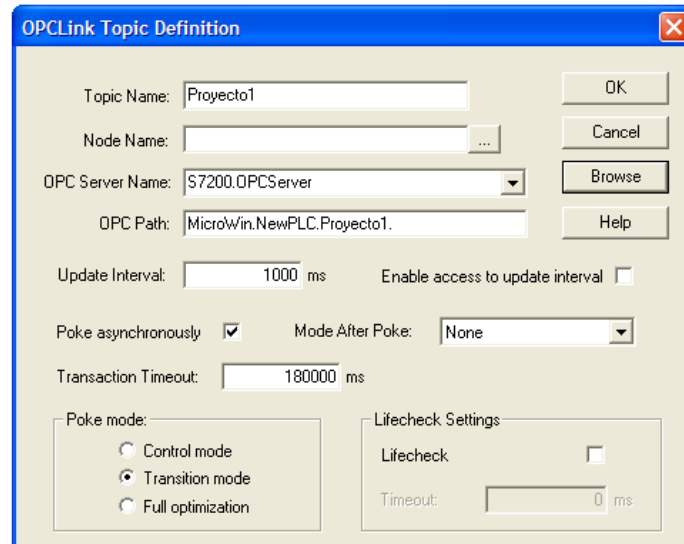 OPCLink Topic Definition
Topic Name: Proyecto1
OK
Node Name: ...
Cancel
OPC Server Name: S7200.OPCServer
Browse
OPC Path: MicroWin.NewPLC.Proyecto1.
Help
Update Interval: 1000 ms Enable access to update interval
Poke asynchronously Mode After Poke: None
Transaction Timeout: 180000 ms
Poke mode:
Control mode
Transition mode
Full optimization
Lifecheck Settings
Lifecheck
Timeout: 0 ms